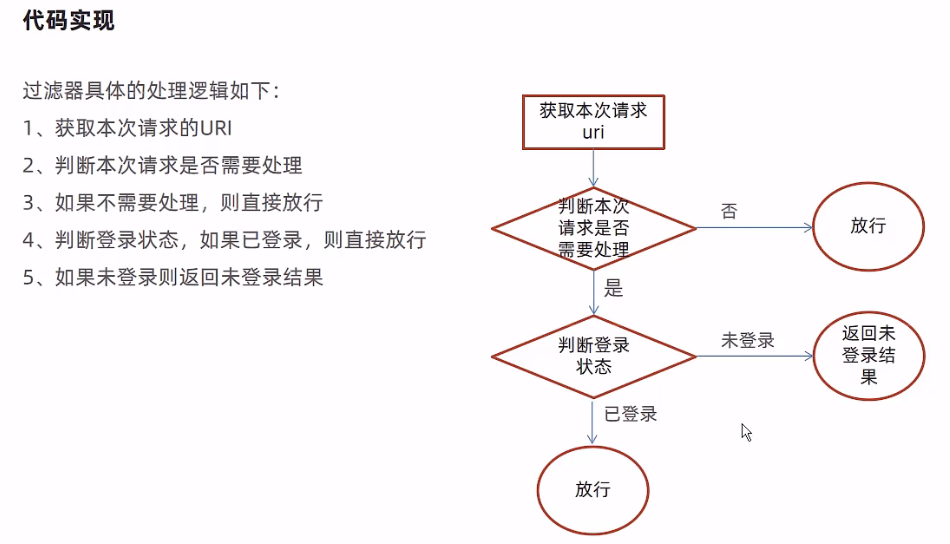 代码实现
过滤器具体的处理逻辑如下：
1、获取本次请求的URI
2、判断本次请求是否需要处理
3、如果不需要处理，则直接放行
4、判断登录状态，如果已登录，则直接放行
5、如果未登录则返回未登录结果
获取本次请求
uri
判断本次
请求是否
需要处理
否
放行
是
判断登录
状态
未登录
返回未
登录结
果
已登录
放行